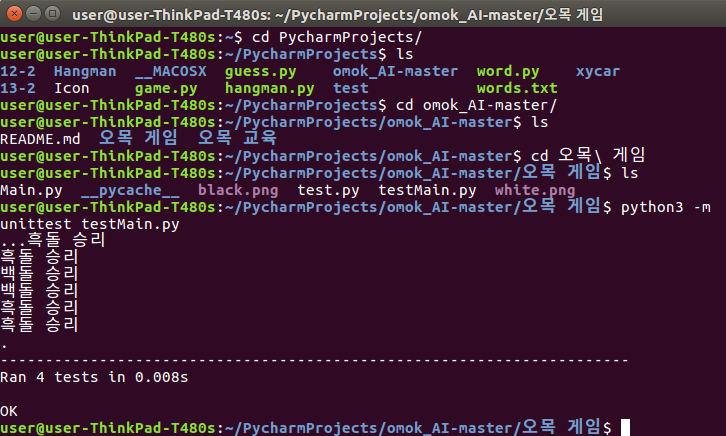 user@user-ThinkPad-T480s: ~/PycharmProjects/omok_AI-master/오목 게임
user@user-ThinkPad-T480s:~$ cd PycharmProjects/
user@user-ThinkPad-T480s:~/PycharmProjects$ ls
12-2 Hangman __MACOSX guess.py omok_AI-master word.py xycar
13-2 Icon game.py hangman.py test words.txt
user@user-ThinkPad-T480s:~/PycharmProjects$ cd omok_AI-master/
user@user-ThinkPad-T480s:~/PycharmProjects/omok_AI-master$ ls
README.md 오목 게임 오목 교육
user@user-ThinkPad-T480s:~/PycharmProjects/omok_AI-master$ cd 오목\ 게임
user@user-ThinkPad-T480s:~/PycharmProjects/omok_AI-master/오목 게임$ ls
Main.py __pycache__ black.png test.py testMain.py white.png
user@user-ThinkPad-T480s:~/PycharmProjects/omok_AI-master/오목 게임$ python3 -m
unittest testMain.py
...흑돌 승리
흑돌 승리
백돌 승리
백돌 승리
흑돌 승리
흑돌 승리
.
----------------------------------------------------------------------
Ran 4 tests in 0.008s
OK
user@user-ThinkPad-T480s:~/PycharmProjects/omok_AI-master/오목 게임$